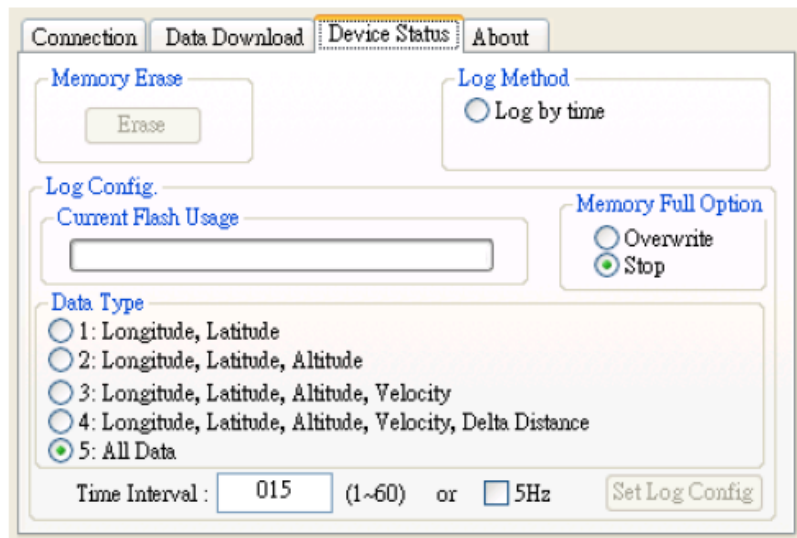 Connection Data Download Device Status About
Memory Erase
Erase
Log Method
Log by time
Log Config.
Current Flash Usage
Memory Full Option
Overwrite
Stop
Data Type
1: Longitude, Latitude
2: Longitude, Latitude, Altitude
3: Longitude, Latitude, Altitude, Velocity
4: Longitude, Latitude, Altitude, Velocity, Delta Distance
5: All Data
Time Interval : 015 (1~60) or 5Hz Set Log Config